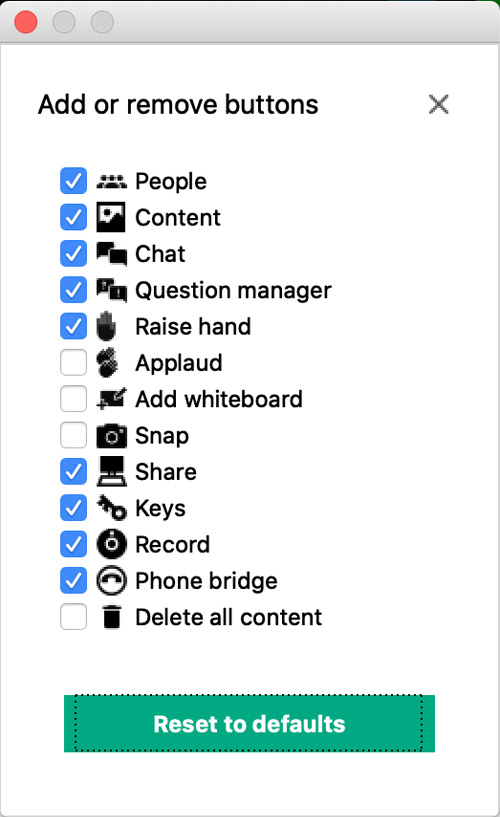 Add or remove buttons
People
Content
Chat
Question manager
Raise hand
Applaud
Add whiteboard
Snap
Share
Keys
Record
Phone bridge
Delete all content
Reset to defaults